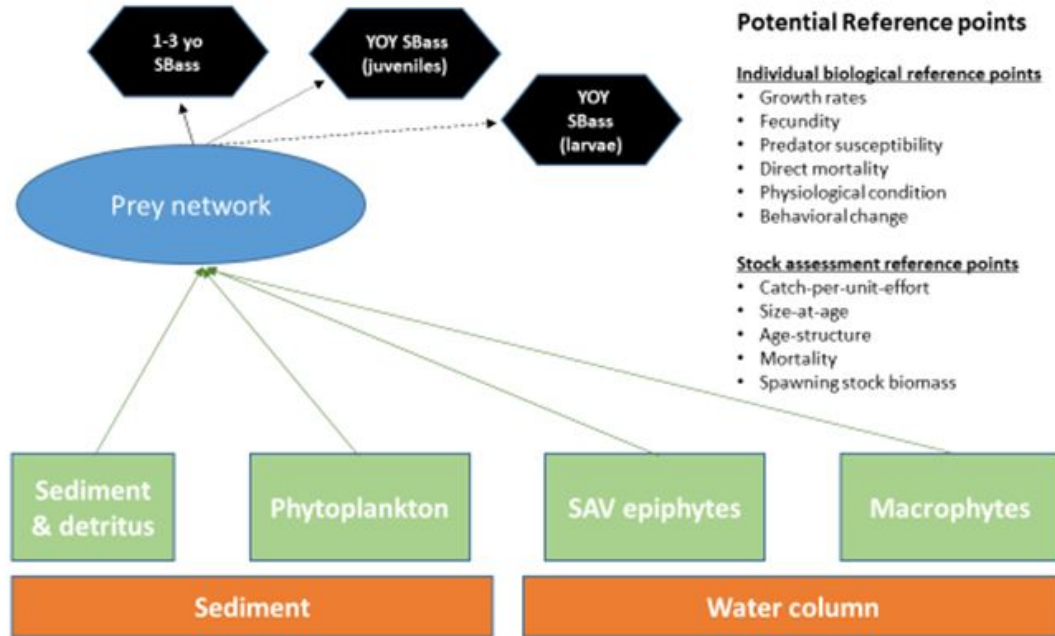 1-3 yo
SBass
YOY SBass
(juveniles)
YOY
SBass
(larvae)
Prey network
Potential Reference points
Individual biological reference points
• Growth rates
• Fecundity
• Predator susceptibility
• Direct mortality
• Physiological condition
• Behavioral change
Stock assessment reference points
• Catch-per-unit-effort
• Size-at-age
• Age-structure
• Mortality
• Spawning stock biomass
Sediment
& detritus
Phytoplankton
SAV epiphytes
Macrophytes
Sediment
Water column